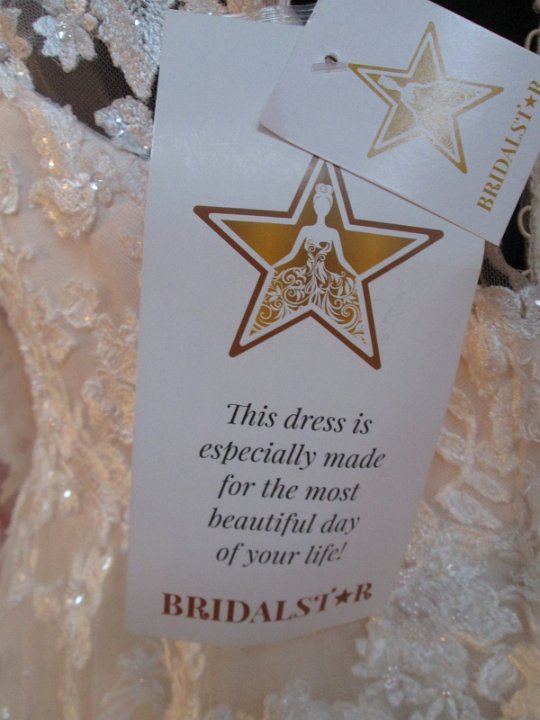 BRIDALST★R
This dress is
especially made
for the most
beautiful day
of your life!
BRIDALST★R